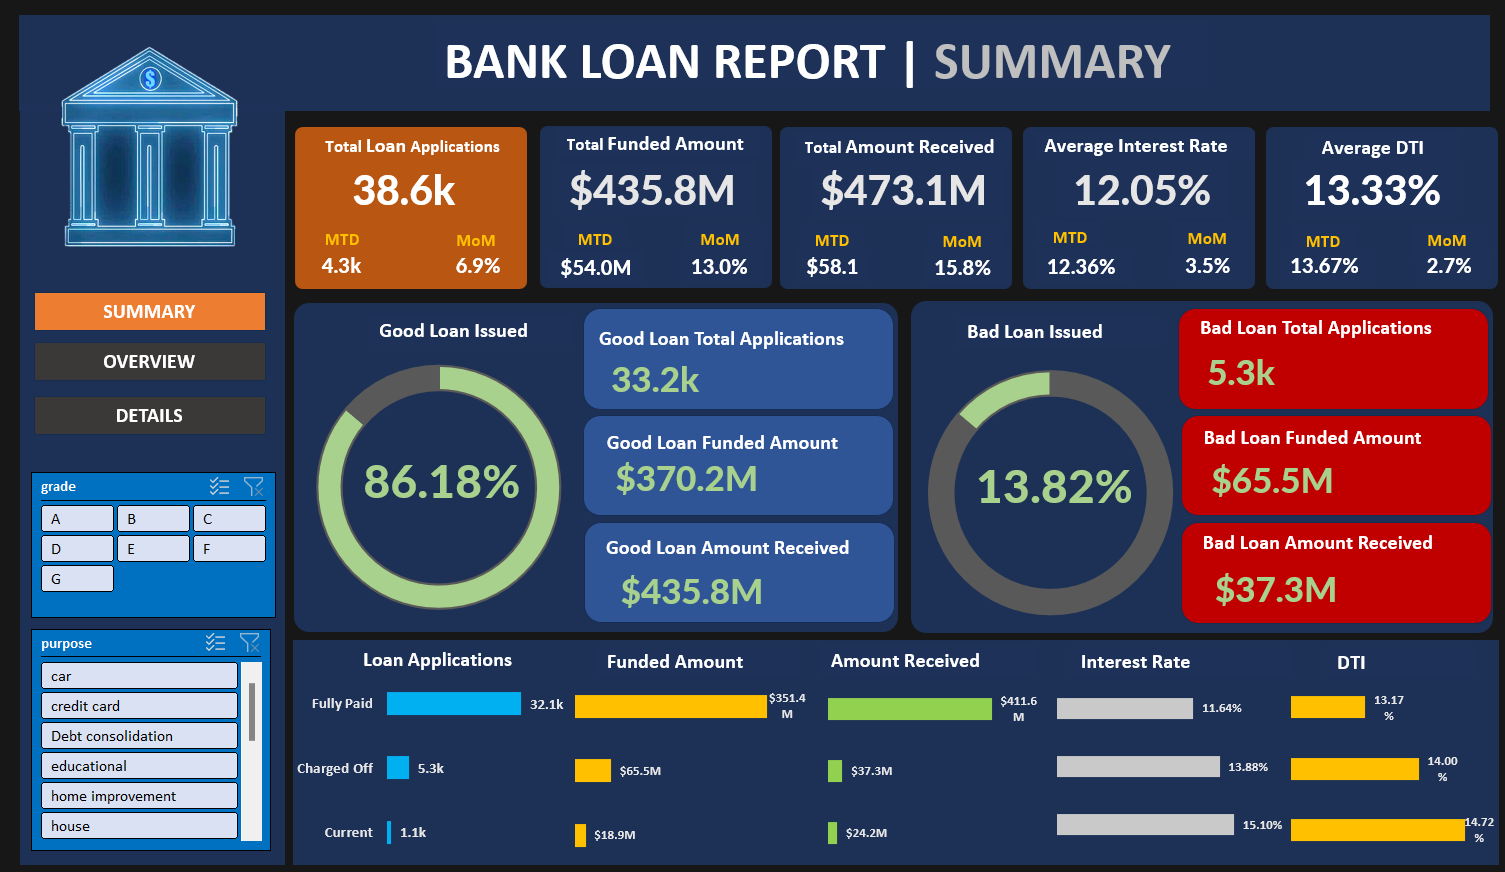 BANK LOAN REPORT | SUMMARY
$
Total Loan Applications
38.6k
MTD MoM
4.3k 6.9%
Total Funded Amount
$435.8M
MTD MoM
$54.0M 13.0%
Total Amount Received
$473.1M
MTD MoM
$58.1 15.8%
Average Interest Rate
12.05%
MTD MoM
12.36% 3.5%
Average DTI
13.33%
MTD MoM
13.67% 2.7%
SUMMARY
OVERVIEW
DETAILS
grade
A B C
D E F
G
purpose
car
credit card
Debt consolidation
educational
home improvement
house
Good Loan Issued
86.18%
Good Loan Total Applications
33.2k
Good Loan Funded Amount
$370.2M
Good Loan Amount Received
$435.8M
Bad Loan Issued
13.82%
Bad Loan Total Applications
5.3k
Bad Loan Funded Amount
$65.5M
Bad Loan Amount Received
$37.3M
Loan Applications
Fully Paid 32.1k
Charged Off 5.3k
Current 1.1k
Funded Amount
$351.4
M
$65.5M
$18.9M
Amount Received
$411.6
M
$37.3M
$24.2M
Interest Rate
11.64%
13.88%
15.10%
DTI
13.17
%
14.00
%
14.72
%